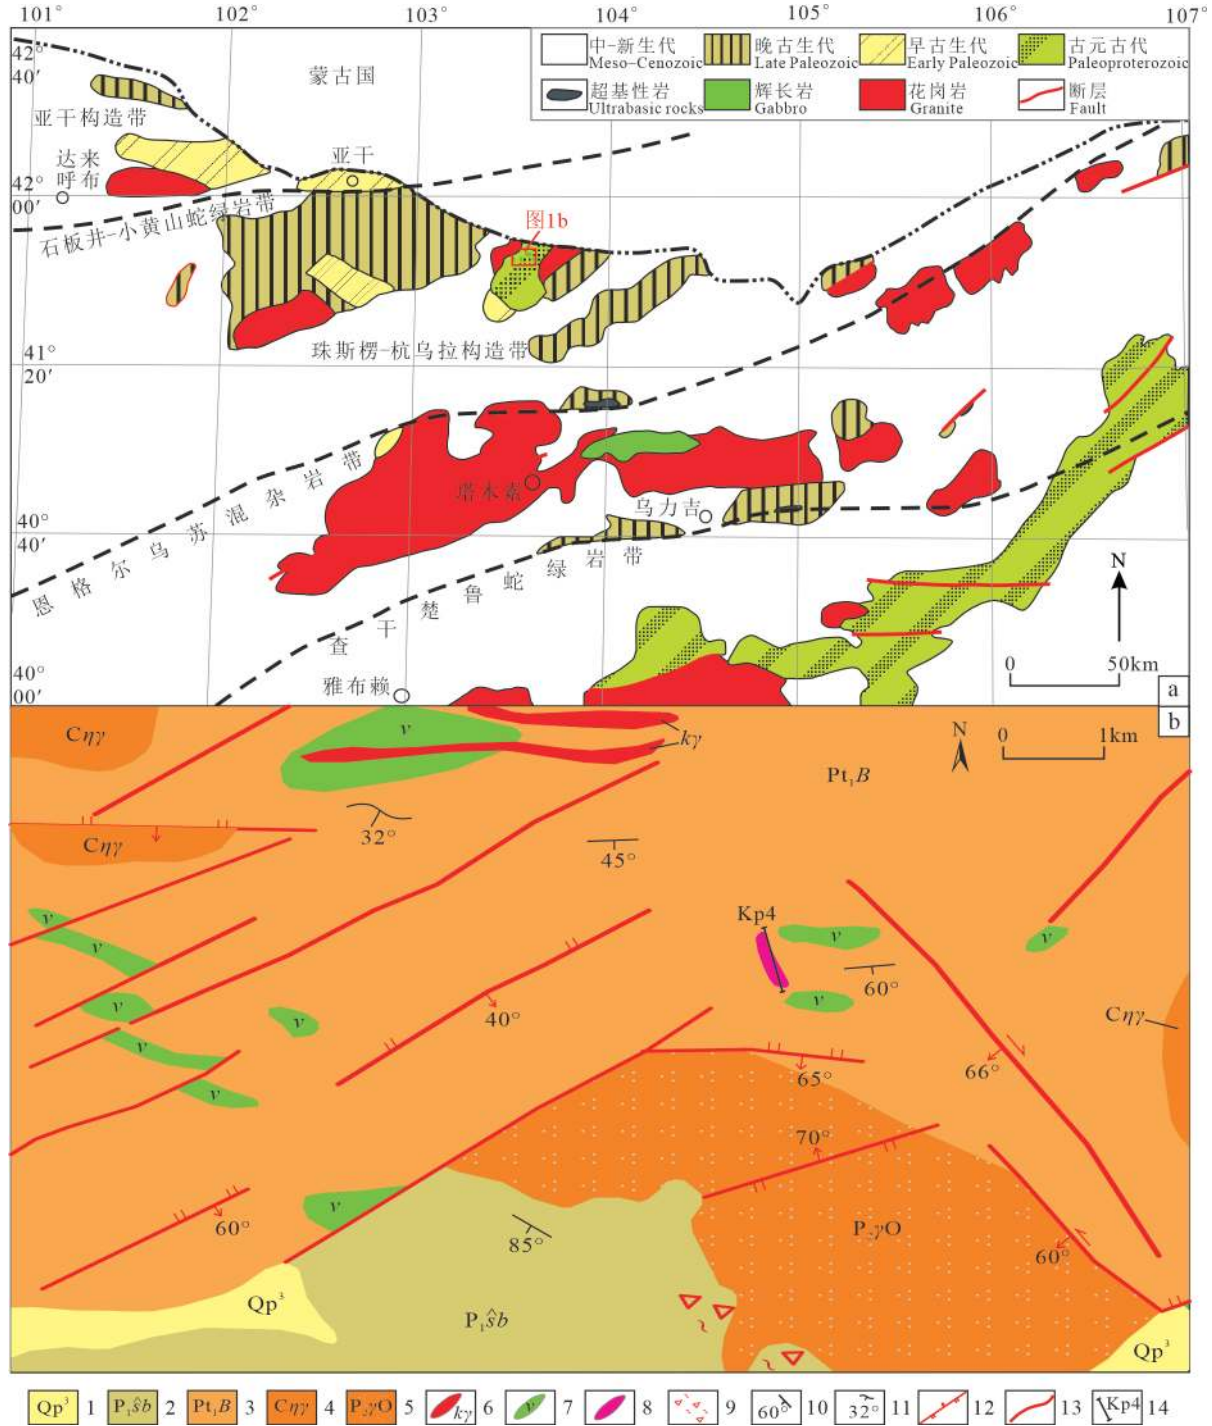 101° 102° 103° 104° 105° 106° 107°
42°
40′
蒙古国
中-新生代 晚古生代 早古生代 古元古代
Meso-Cenozoic Late Paleozoic Early Paleozoic Paleoproterozoic
超基性岩 辉长岩 花岗岩 断层
Ultrabasic rocks Gabbro Granite Fault
亚干构造带
达来
呼布
亚干
42°
00′
石板井-小黄山蛇绿岩带
图1b
珠斯楞-杭乌拉构造带
41°
20′
恩格尔乌苏混杂岩带
塔木素
乌力吉
40°
40′
查干楚鲁蛇绿岩带
N
0 50km
雅布赖
40°
00′
a
b
Cηγ
ν
kγ
N
0 1km
Pt₁B
32°
Cηγ
45°
Kp4
ν
ν
ν
ν
60°
ν
ν
ν
40°
Cηγ
ν
65°
66°
ν
70°
ν
60°
85°
P₂γO
60°
Qp³
P₁ŝb
Qp³
Qp³ 1 P₁ŝb 2 Pt₁B 3 Cηγ 4 P₂γO 5 kγ 6 ν 7 8 9 60° 10 32° 11 12 13 Kp4 14